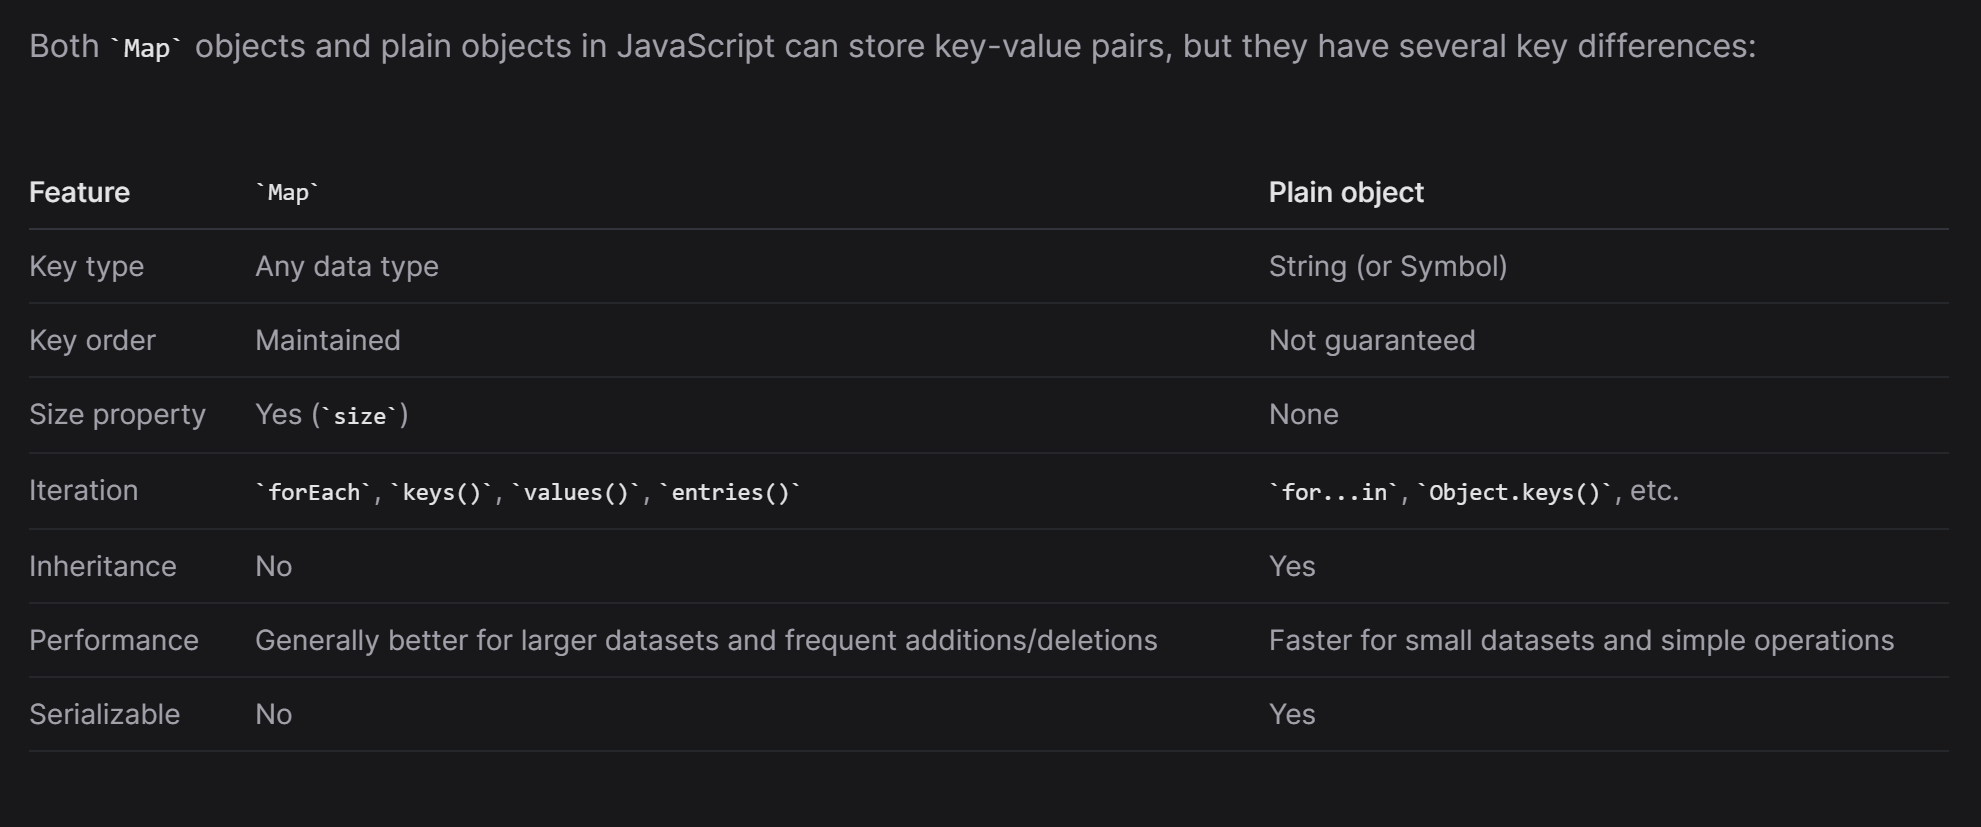 Both `Map` objects and plain objects in JavaScript can store key-value pairs, but they have several key differences:
Feature `Map` Plain object
Key type Any data type String (or Symbol)
Key order Maintained Not guaranteed
Size property Yes (`size`) None
Iteration `forEach`, `keys()`, `values()`, `entries()` `for...in`, `Object.keys()`, etc.
Inheritance No Yes
Performance Generally better for larger datasets and frequent additions/deletions Faster for small datasets and simple operations
Serializable No Yes